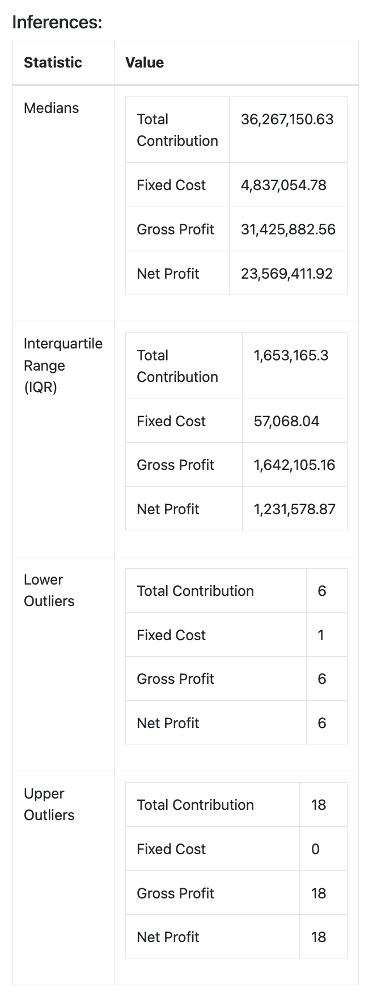 Inferences:
Statistic Value
Medians
Total Contribution 36,267,150.63
Fixed Cost 4,837,054.78
Gross Profit 31,425,882.56
Net Profit 23,569,411.92
Interquartile Range (IQR)
Total Contribution 1,653,165.3
Fixed Cost 57,068.04
Gross Profit 1,642,105.16
Net Profit 1,231,578.87
Lower Outliers
Total Contribution 6
Fixed Cost 1
Gross Profit 6
Net Profit 6
Upper Outliers
Total Contribution 18
Fixed Cost 0
Gross Profit 18
Net Profit 18